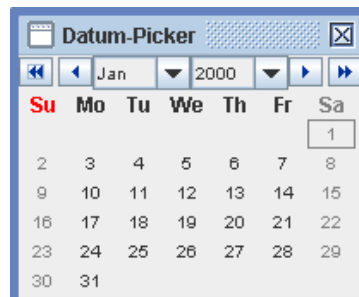 Datum-Picker
Jan 2000
Su Mo Tu We Th Fr Sa
1
2 3 4 5 6 7 8
9 10 11 12 13 14 15
16 17 18 19 20 21 22
23 24 25 26 27 28 29
30 31